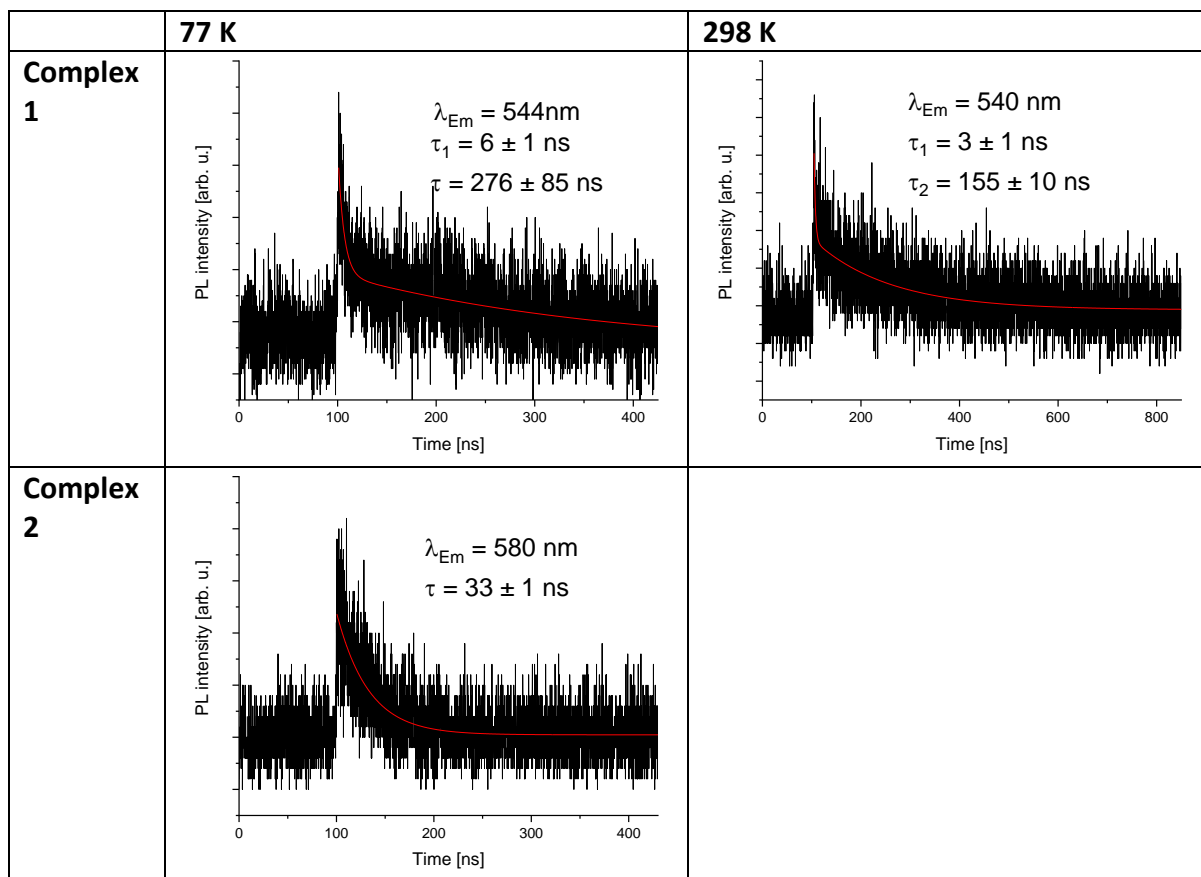 77 K
298 K
Complex
1
λEm = 544nm
τ1 = 6 ± 1 ns
τ = 276 ± 85 ns
PL intensity [arb. u.]
0 100 200 300 400
Time [ns]
λEm = 540 nm
τ1 = 3 ± 1 ns
τ2 = 155 ± 10 ns
PL intensity [arb. u.]
0 200 400 600 800
Time [ns]
Complex
2
λEm = 580 nm
τ = 33 ± 1 ns
PL intensity [arb. u.]
0 100 200 300 400
Time [ns]